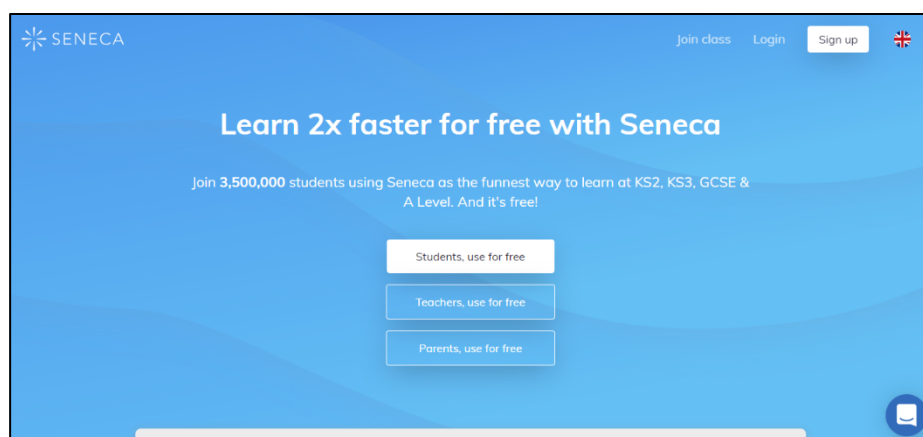 SENECA
Join class
Login
Sign up
Learn 2x faster for free with Seneca
Join 3,500,000 students using Seneca as the funnest way to learn at KS2, KS3, GCSE &
A Level. And it's free!
Students, use for free
Teachers, use for free
Parents, use for free